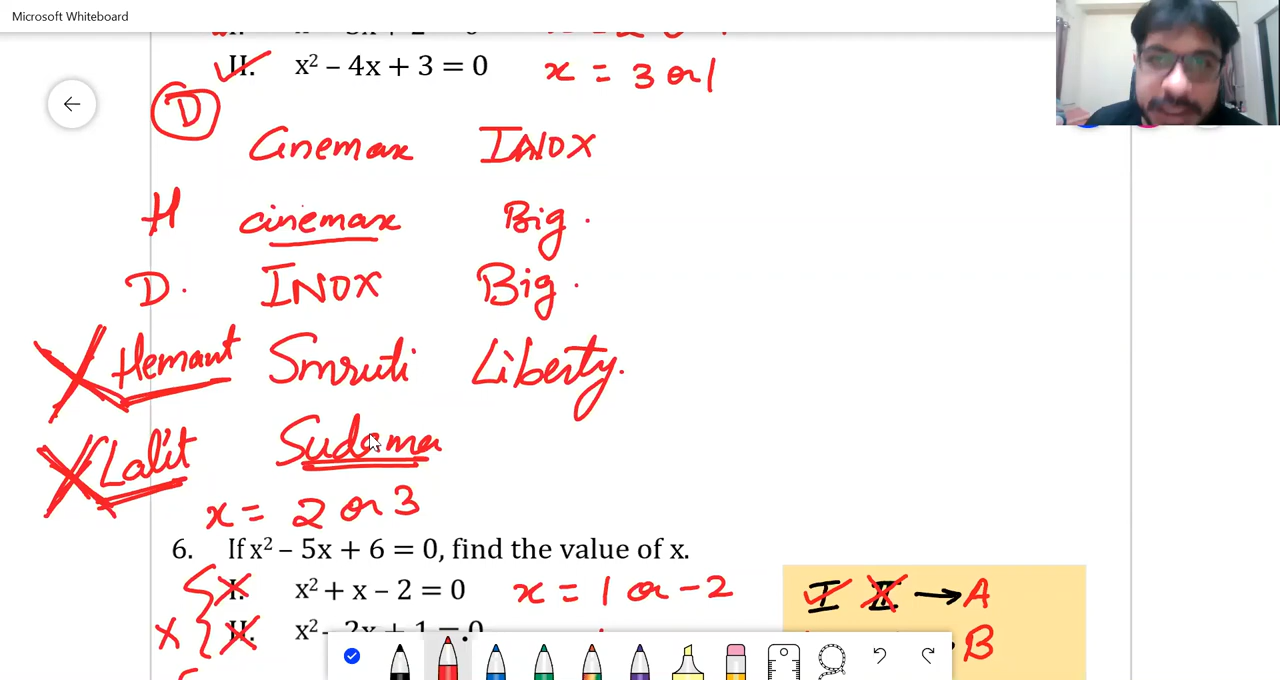 Microsoft Whiteboard
II. x² – 4x + 3 = 0 x = 3 or 1
D
Cinemax INOX
H cinemax Big.
D. INOX Big.
X Hemant Smruti Liberty.
X Lalit Sudama
x = 2 or 3
6. If x² – 5x + 6 = 0, find the value of x.
I. x² + x – 2 = 0 x = 1 or -2
I II → A
X II. x² – 2x + 1 = 0
B